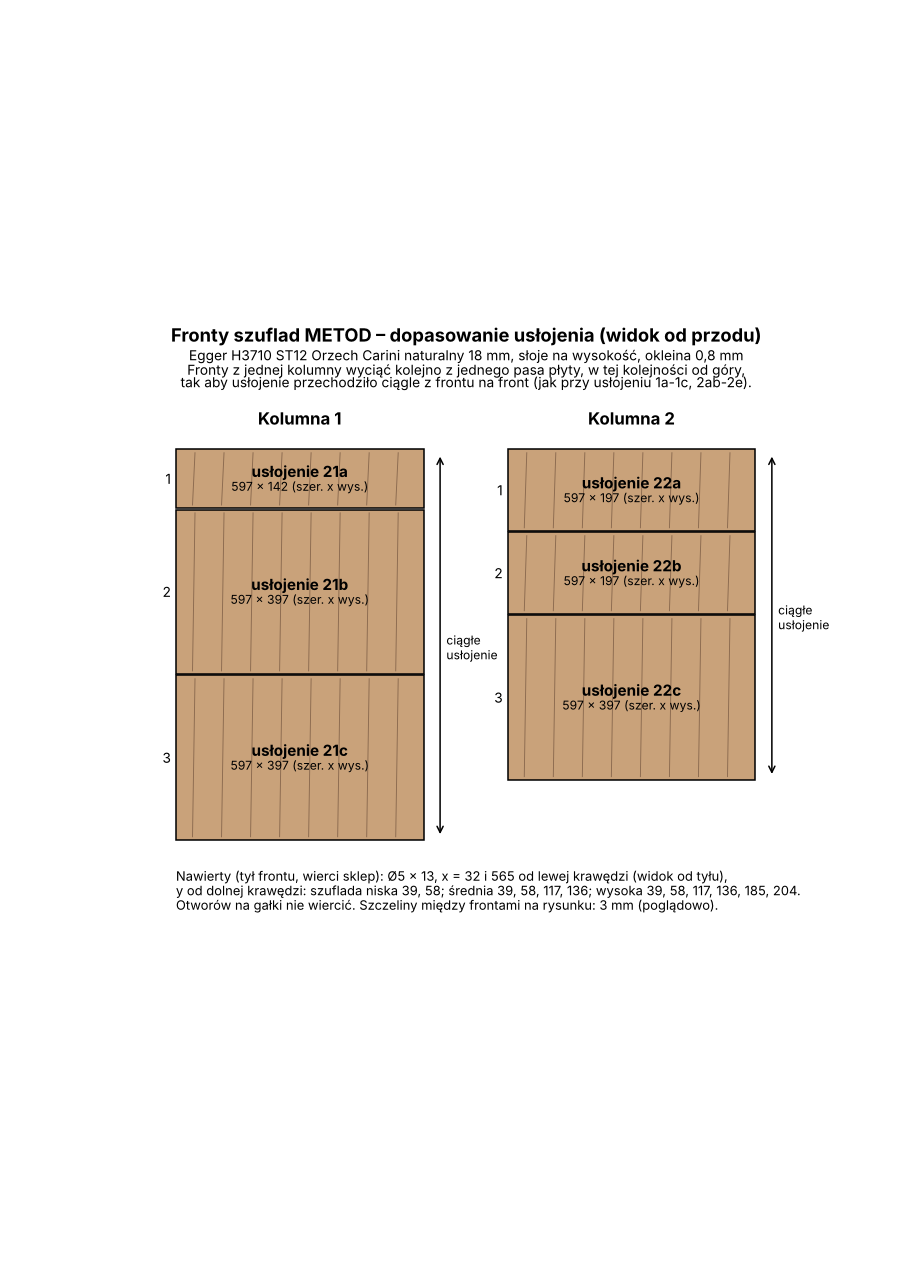 Fronty szuflad METOD – dopasowanie usłojenia (widok od przodu)
Egger H3710 ST12 Orzech Carini naturalny 18 mm, słoje na wysokość, okleina 0,8 mm
Fronty z jednej kolumny wyciąć kolejno z jednego pasa płyty, w tej kolejności od góry,
tak aby usłojenie przechodziło ciągle z frontu na front (jak przy usłojeniu 1a-1c, 2ab-2e).
Kolumna 1
1
usłojenie 21a
597 × 142 (szer. x wys.)
2
usłojenie 21b
597 × 397 (szer. x wys.)
3
usłojenie 21c
597 × 397 (szer. x wys.)
ciągłe
usłojenie
Kolumna 2
1
usłojenie 22a
597 × 197 (szer. x wys.)
2
usłojenie 22b
597 × 197 (szer. x wys.)
3
usłojenie 22c
597 × 397 (szer. x wys.)
ciągłe
usłojenie
Nawierty (tył frontu, wierci sklep): Ø5 × 13, x = 32 i 565 od lewej krawędzi (widok od tyłu),
y od dolnej krawędzi: szuflada niska 39, 58; średnia 39, 58, 117, 136; wysoka 39, 58, 117, 136, 185, 204.
Otworów na gałki nie wiercić. Szczeliny między frontami na rysunku: 3 mm (poglądowo).